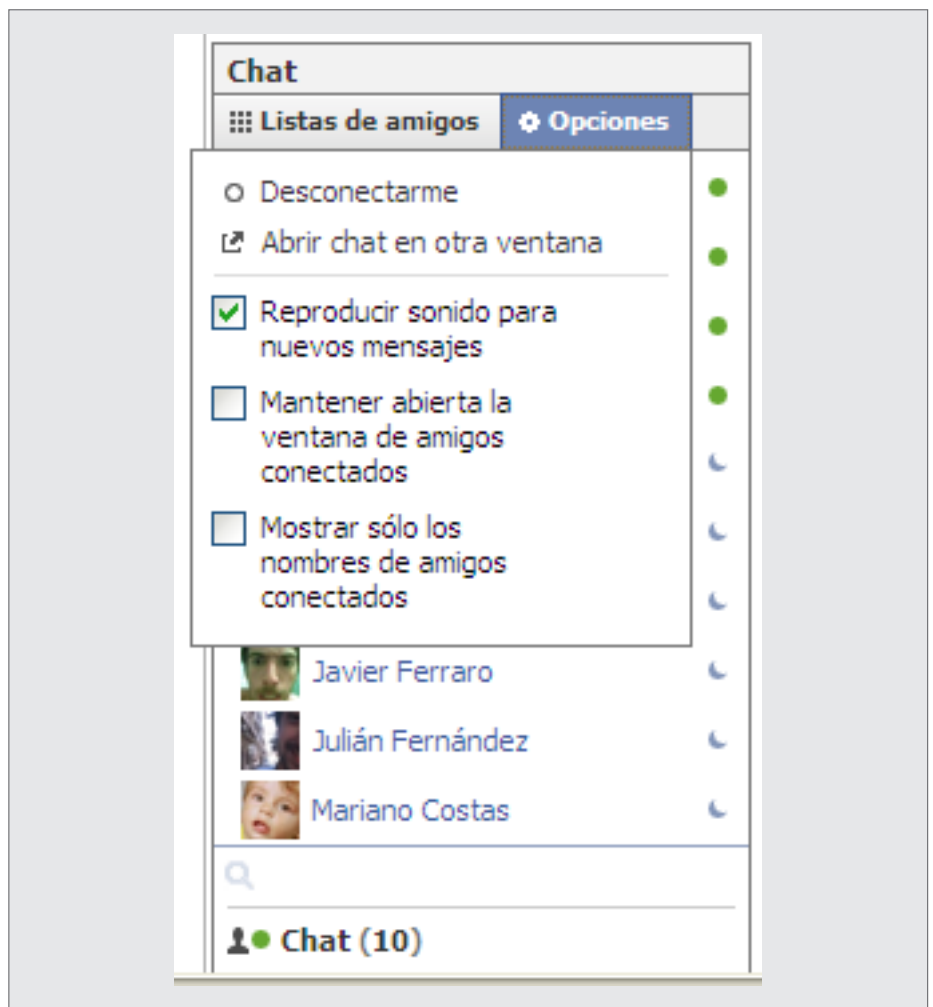 Chat
Listas de amigos Opciones
Desconectarme
Abrir chat en otra ventana
Reproducir sonido para
nuevos mensajes
Mantener abierta la
ventana de amigos
conectados
Mostrar sólo los
nombres de amigos
conectados
Javier Ferraro
Julián Fernández
Mariano Costas
Chat (10)